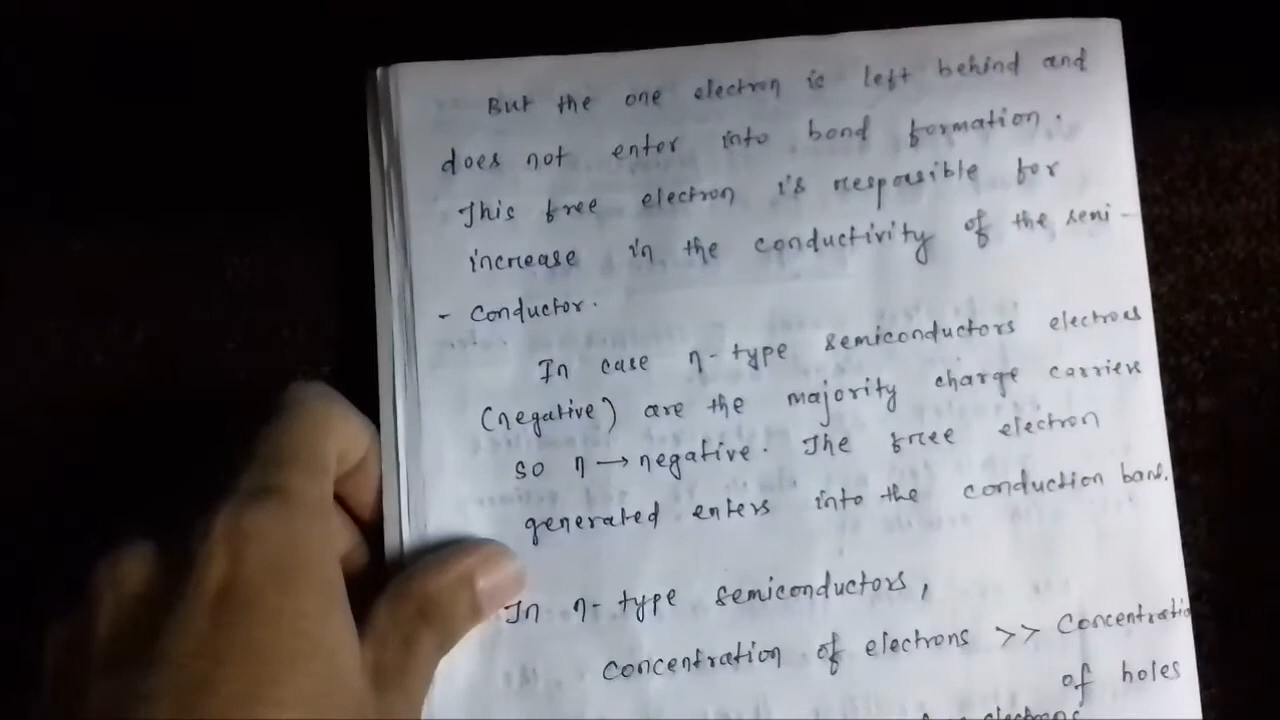 But the one electron is left behind and
does not enter into bond formation.
This free electron is responsible for
increase in the conductivity of the semi-
- conductor.
In case n-type semiconductors electrons
(negative) are the majority charge carriers
so n → negative. The free electron
generated enters into the conduction band.
In n-type semiconductors,
concentration of electrons >> Concentratio
of holes
electrons